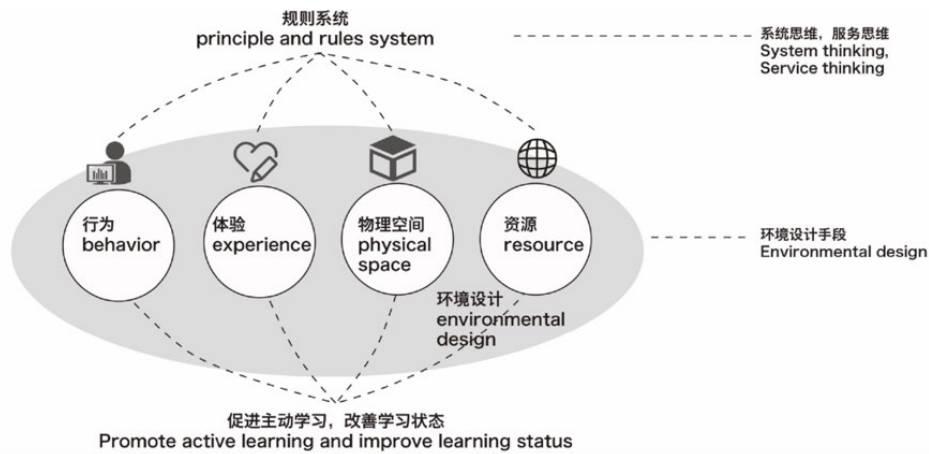 规则系统
principle and rules system
系统思维，服务思维
System thinking,
Service thinking
行为
behavior
体验
experience
物理空间
physical
space
资源
resource
环境设计手段
Environmental design
环境设计
environmental
design
促进主动学习，改善学习状态
Promote active learning and improve learning status